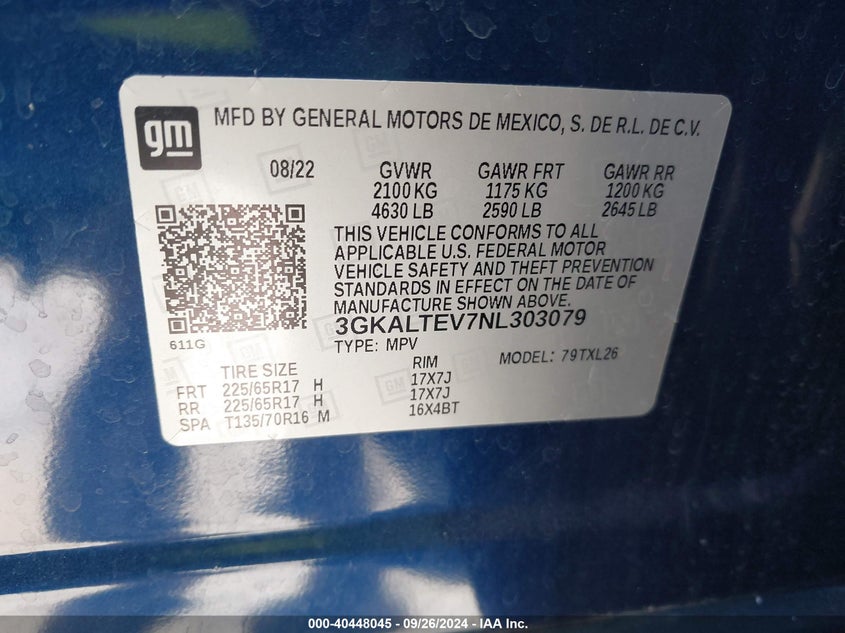 gm
MFD BY GENERAL MOTORS DE MEXICO, S. DE R.L. DE C.V.
08/22 GVWR GAWR FRT GAWR RR
2100 KG 1175 KG 1200 KG
4630 LB 2590 LB 2645 LB
THIS VEHICLE CONFORMS TO ALL
APPLICABLE U.S. FEDERAL MOTOR
VEHICLE SAFETY AND THEFT PREVENTION
STANDARDS IN EFFECT ON THE DATE OF
MANUFACTURE SHOWN ABOVE.
3GKALTEV7NL303079
611G
TYPE: MPV MODEL: 79TXL26
TIRE SIZE RIM
FRT 225/65R17 H 17X7J
RR 225/65R17 H 17X7J
SPA T135/70R16 M 16X4BT
000-40448045 - 09/26/2024 - IAA Inc.